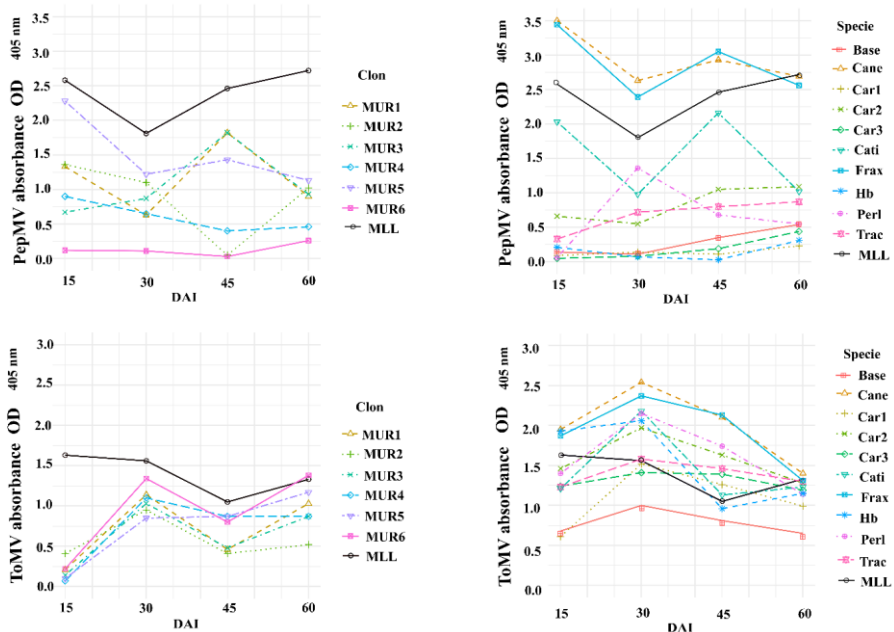 PepMV absorbance OD 405 nm
3.5
3.0
2.5
2.0
1.5
1.0
0.5
0.0
15 30 45 60
DAI
Clon
MUR1
MUR2
MUR3
MUR4
MUR5
MUR6
MLL
PepMV absorbance OD 405 nm
3.5
3.0
2.5
2.0
1.5
1.0
0.5
0.0
15 30 45 60
DAI
Specie
Base
Cane
Car1
Car2
Car3
Cati
Frax
Hb
Perl
Trac
MLL
ToMV absorbance OD 405 nm
3.0
2.5
2.0
1.5
1.0
0.5
0.0
15 30 45 60
DAI
Clon
MUR1
MUR2
MUR3
MUR4
MUR5
MUR6
MLL
ToMV absorbance OD 405 nm
3.0
2.5
2.0
1.5
1.0
0.5
0.0
15 30 45 60
DAI
Specie
Base
Cane
Car1
Car2
Car3
Cati
Frax
Hb
Perl
Trac
MLL